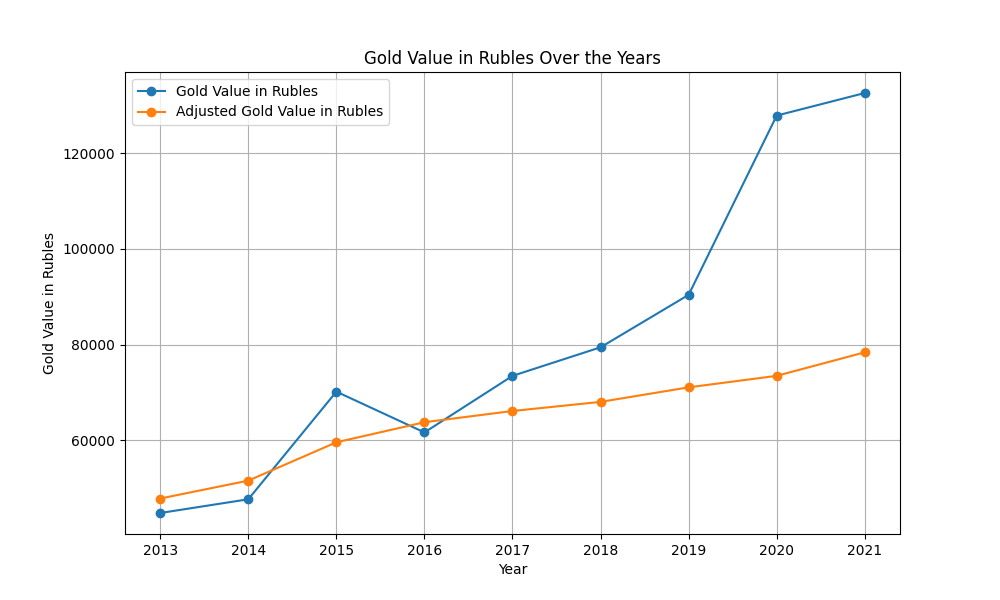 Gold Value in Rubles Over the Years
Gold Value in Rubles
Adjusted Gold Value in Rubles
120000
100000
80000
60000
Gold Value in Rubles
2013 2014 2015 2016 2017 2018 2019 2020 2021
Year